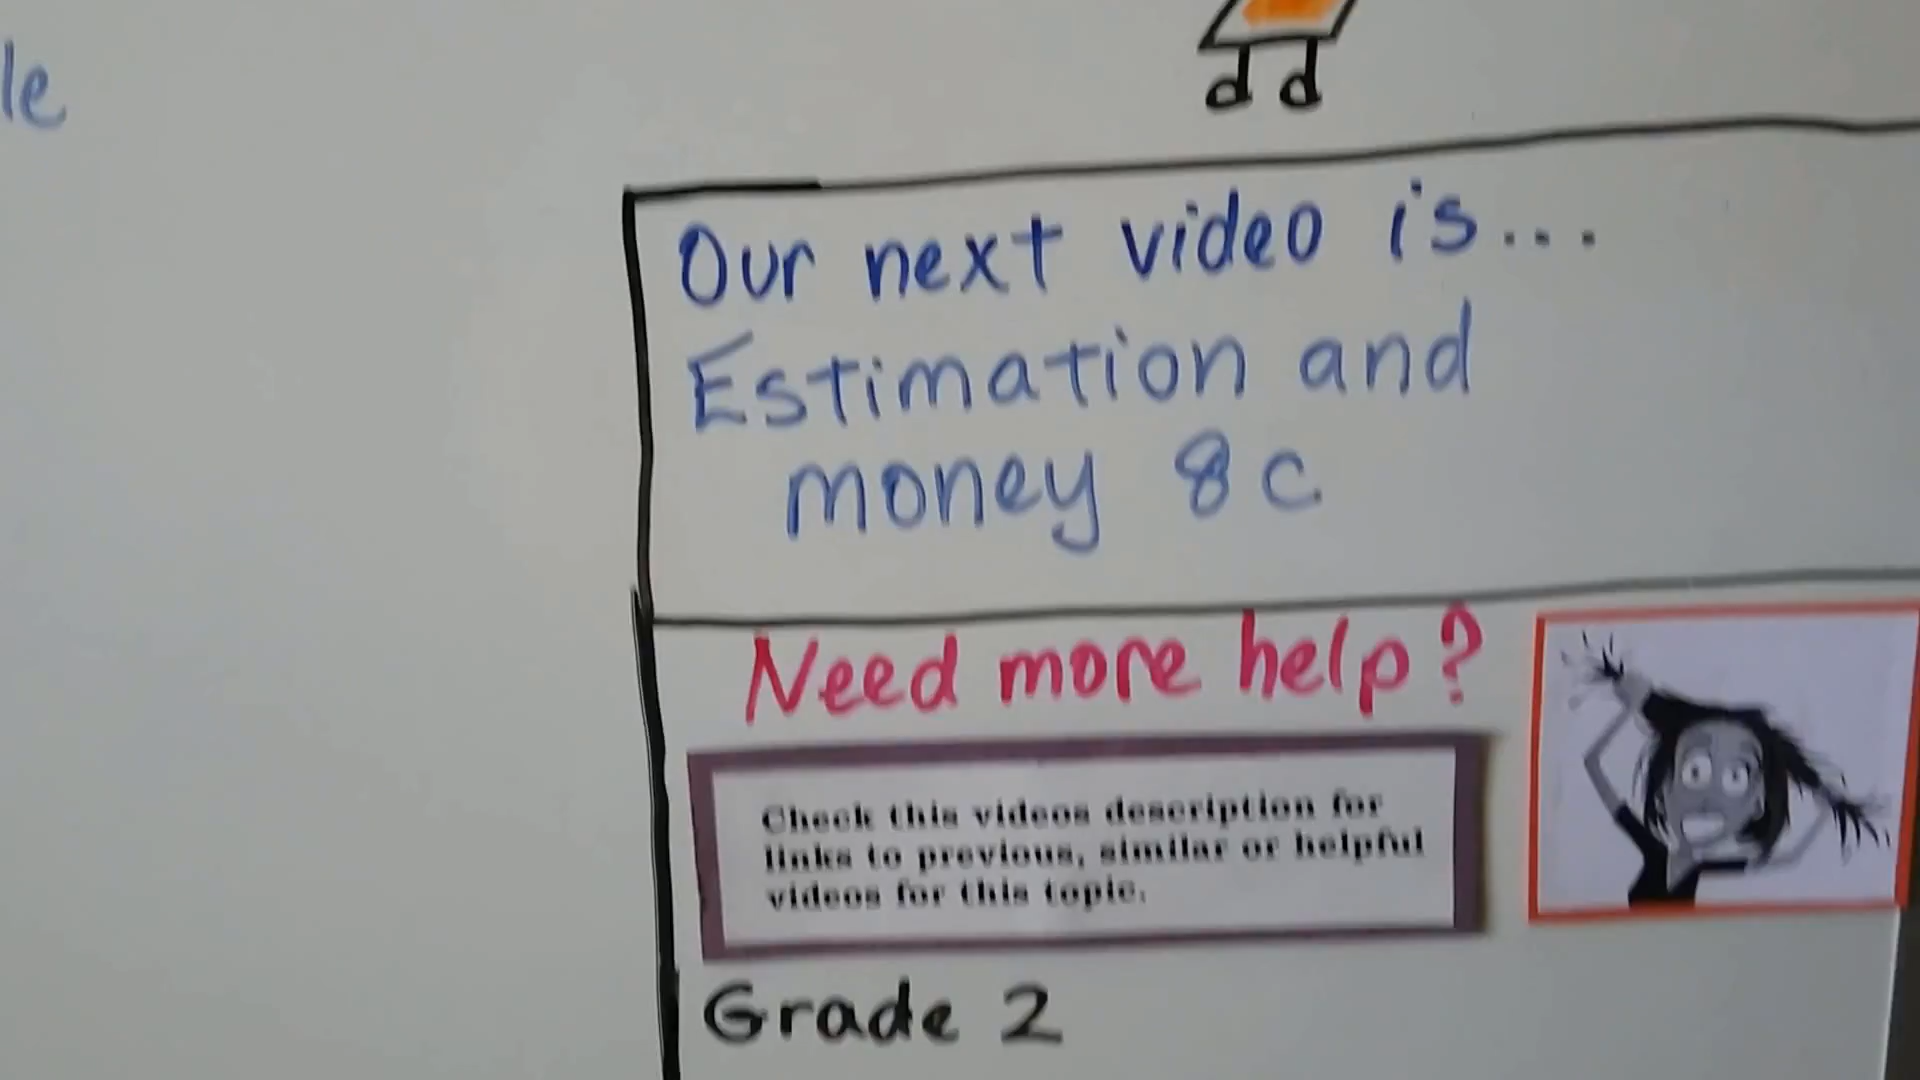 le
Our next video is...
Estimation and
money 8c
Need more help?
Check this videos description for
links to previous, similar or helpful
videos for this topic.
Grade 2